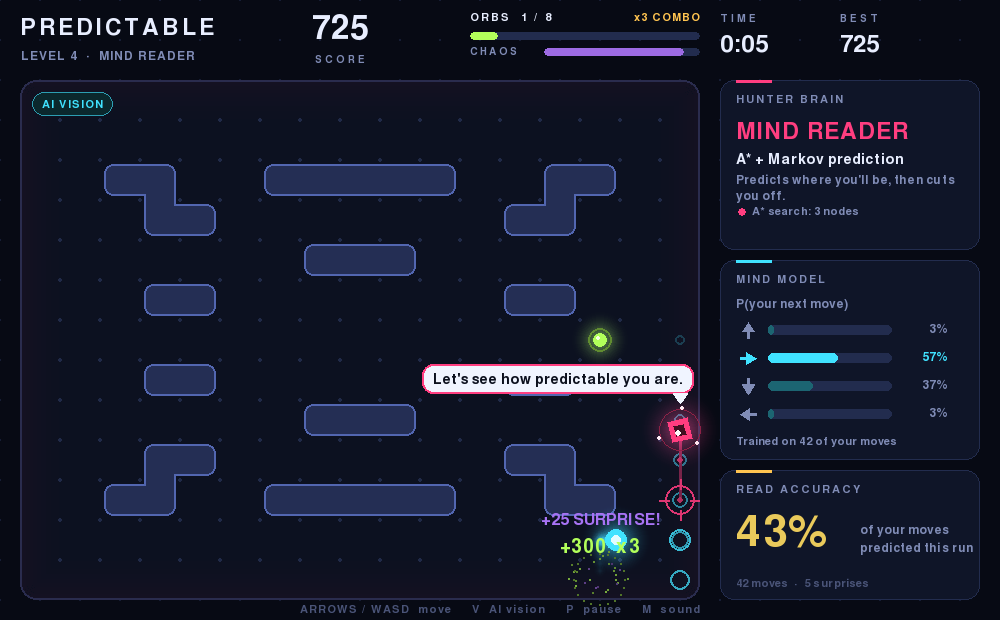 PREDICTABLE
LEVEL 4 · MIND READER
725
SCORE
ORBS 1 / 8
x3 COMBO
CHAOS
TIME
0:05
BEST
725
AI VISION
Let's see how predictable you are.
+25 SURPRISE!
+300 x3
HUNTER BRAIN
MIND READER
A* + Markov prediction
Predicts where you'll be, then cuts
you off.
A* search: 3 nodes
MIND MODEL
P(your next move)
3%
57%
37%
3%
Trained on 42 of your moves
READ ACCURACY
43%
of your moves
predicted this run
42 moves · 5 surprises
ARROWS / WASD move V AI vision P pause M sound